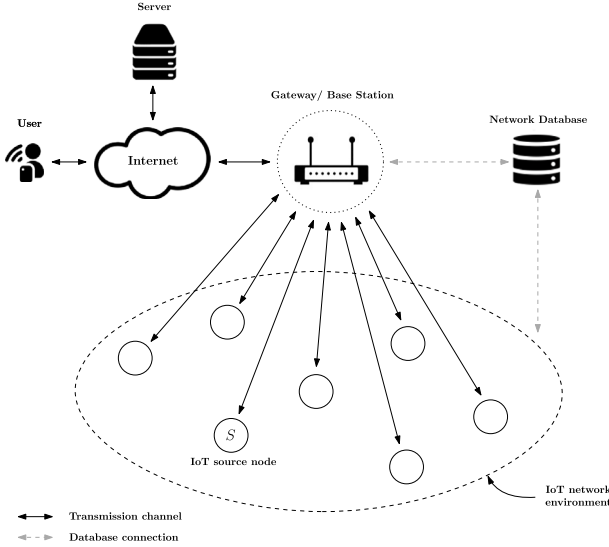 Server
Gateway/ Base Station
Network Database
User
Internet
S
IoT source node
IoT network
environment
Transmission channel
Database connection